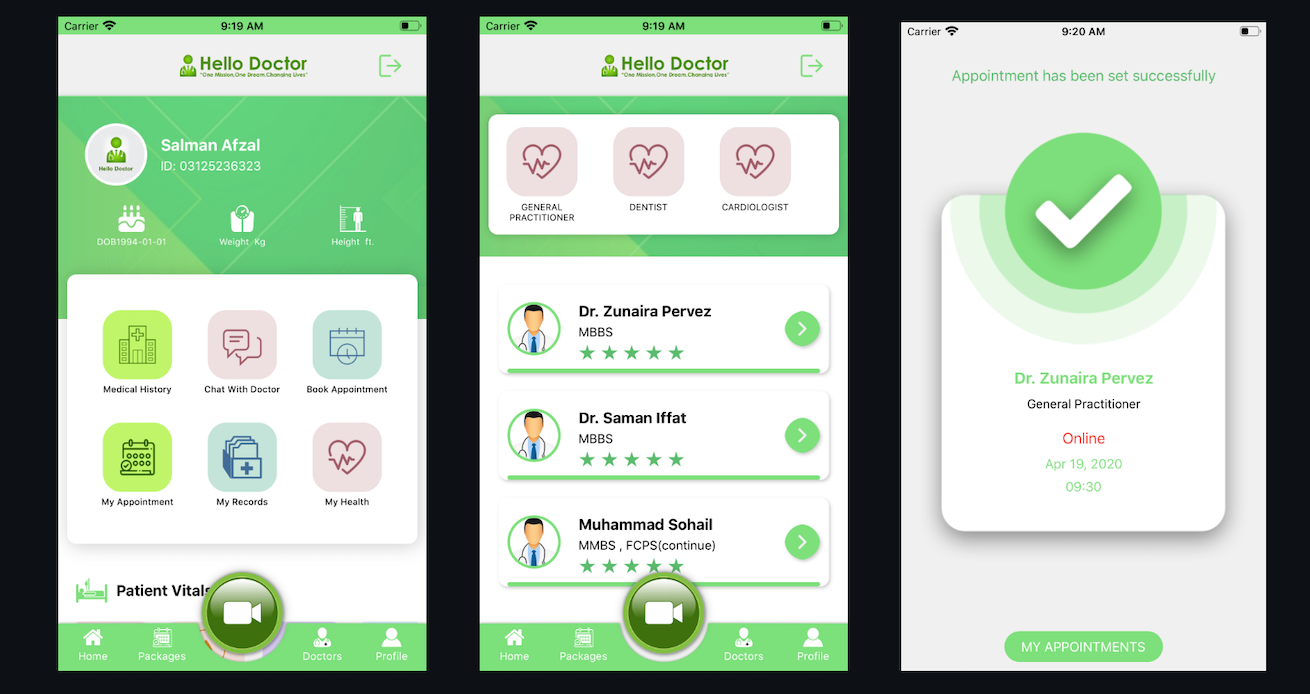 Carrier 9:19 AM
Hello Doctor
"One Mission,One Dream,Changing Lives"
Hello Doctor
Salman Afzal
ID: 03125236323
DOB1994-01-01
Weight Kg
Height ft.
Medical History
Chat With Doctor
Book Appointment
My Appointment
My Records
My Health
Patient Vitals
Home
Packages
Doctors
Profile
Carrier 9:19 AM
Hello Doctor
"One Mission,One Dream,Changing Lives"
GENERAL
PRACTITIONER
DENTIST
CARDIOLOGIST
Dr. Zunaira Pervez
MBBS
Dr. Saman Iffat
MBBS
Muhammad Sohail
MMBS , FCPS(continue)
Home
Packages
Doctors
Profile
Carrier 9:20 AM
Appointment has been set successfully
Dr. Zunaira Pervez
General Practitioner
Online
Apr 19, 2020
09:30
MY APPOINTMENTS